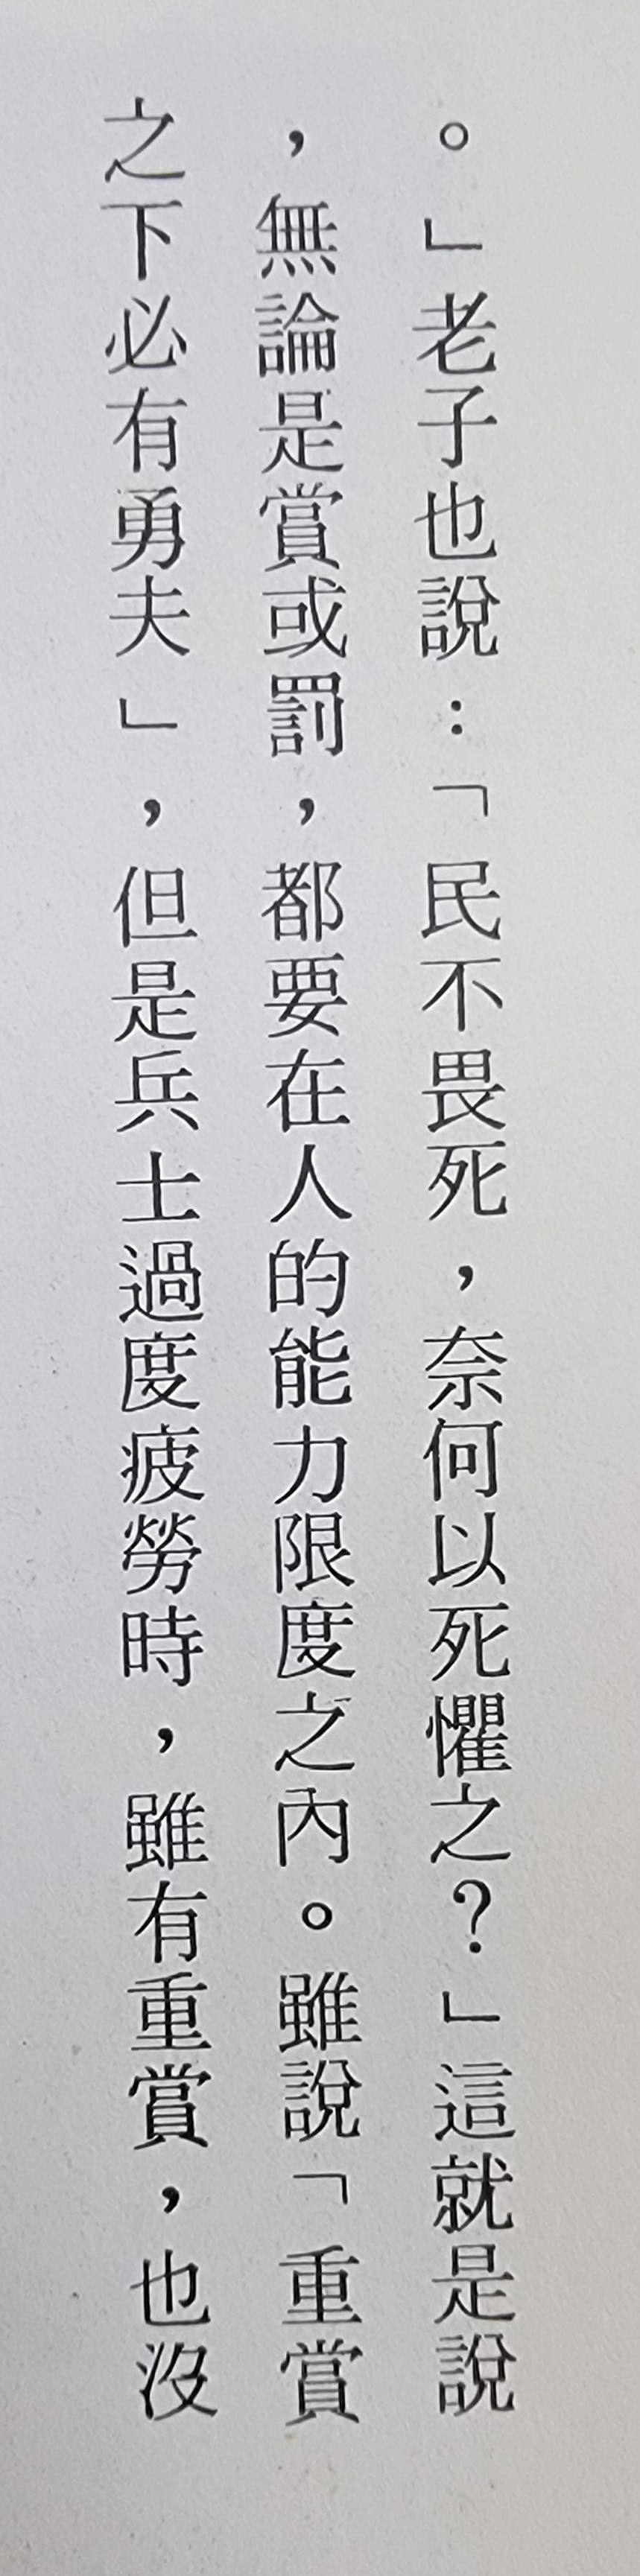 。」老子也說：「民不畏死，奈何以死懼之？」這就是說
，無論是賞或罰，都要在人的能力限度之內。雖說「重賞
之下必有勇夫」，但是兵士過度疲勞時，雖有重賞，也沒